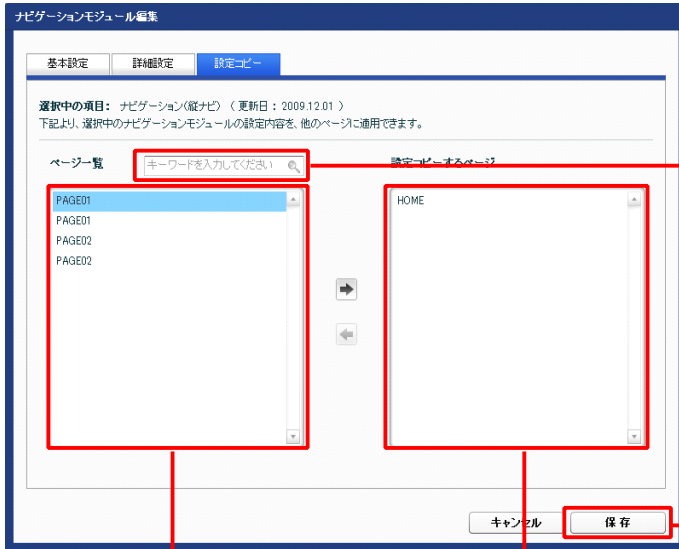 ナビゲーションモジュール編集
基本設定
詳細設定
設定コピー
選択中の項目： ナビゲーション(縦ナビ) （ 更新日 ： 2009.12.01 ）
下記より、選択中のナビゲーションモジュールの設定内容を、他のページに適用できます。
ページ一覧
キーワードを入力してください
設定コピーするページ
PAGE01
PAGE01
PAGE02
PAGE02
HOME
キャンセル
保存